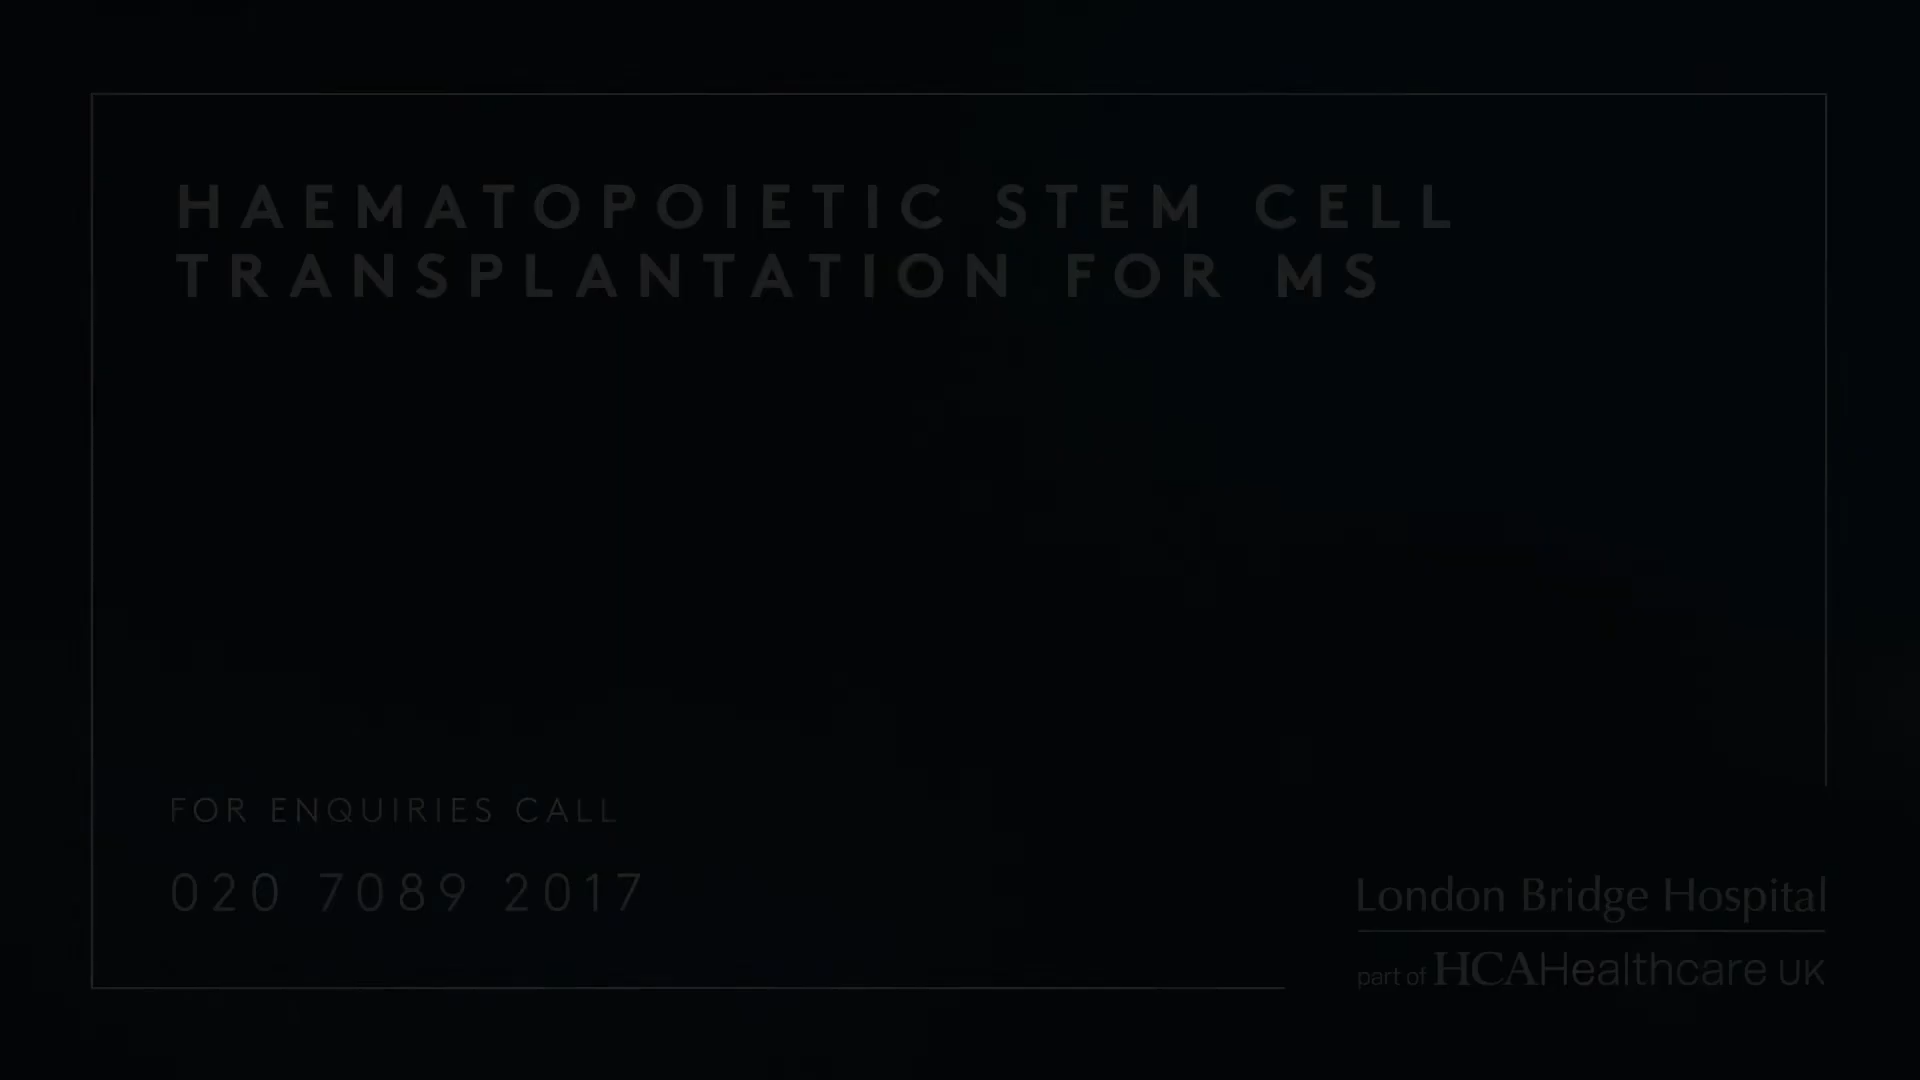 HAEMATOPOIETIC STEM CELL
TRANSPLANTATION FOR MS
FOR ENQUIRIES CALL
020 7089 2017
London Bridge Hospital
part of HCAHealthcare UK